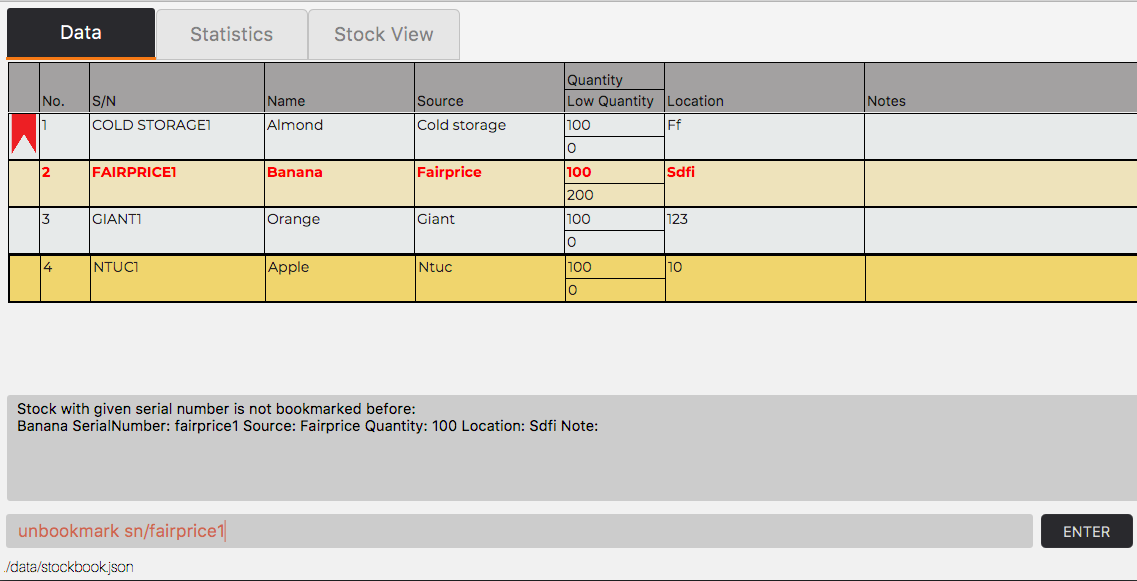 Data Statistics Stock View
Quantity
No. S/N Name Source Low Quantity Location Notes
1 COLD STORAGE1 Almond Cold storage 100 Ff
0
2 FAIRPRICE1 Banana Fairprice 100 Sdfi
200
3 GIANT1 Orange Giant 100 123
0
4 NTUC1 Apple Ntuc 100 10
0
Stock with given serial number is not bookmarked before:
Banana SerialNumber: fairprice1 Source: Fairprice Quantity: 100 Location: Sdfi Note:
unbookmark sn/fairprice1
ENTER
./data/stockbook.json